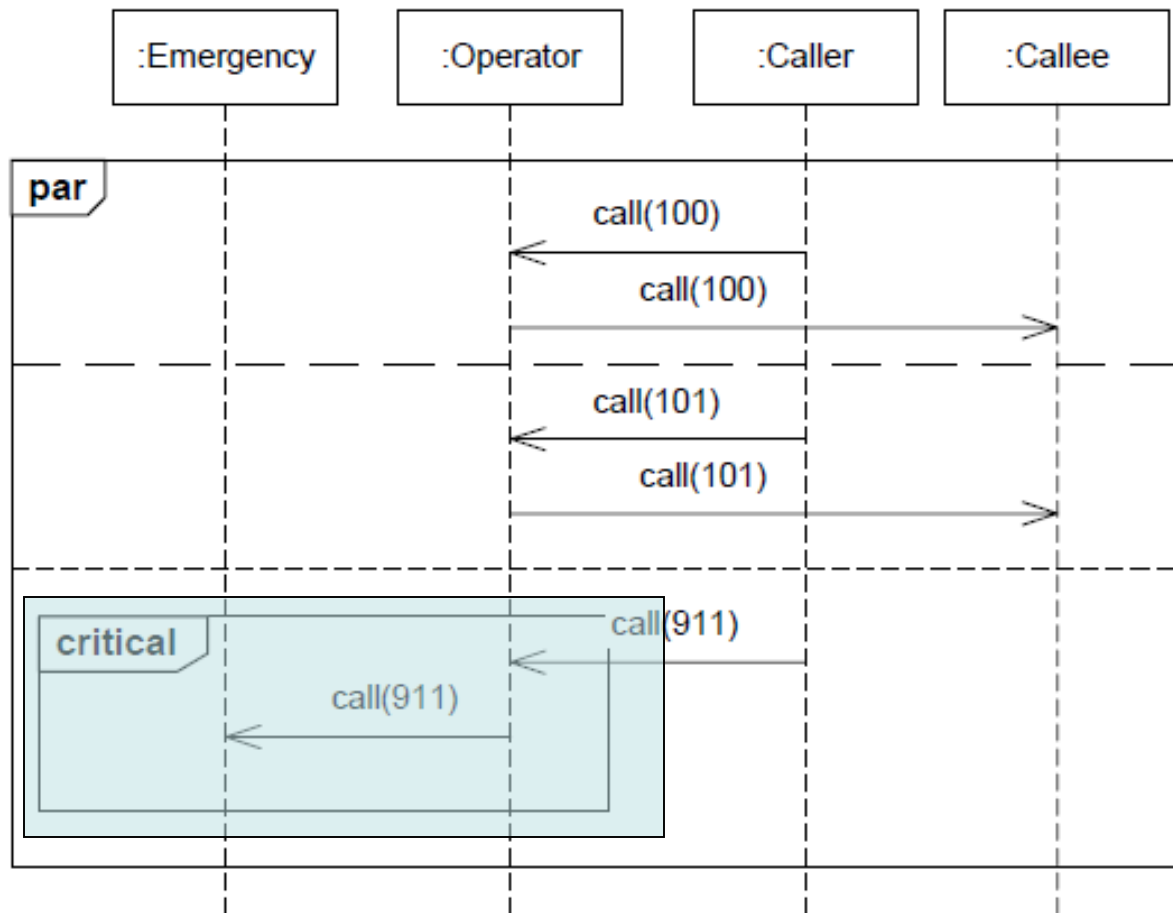 :Emergency
:Operator
:Caller
:Callee
par
call(100)
call(100)
call(101)
call(101)
critical
call(911)
call(911)